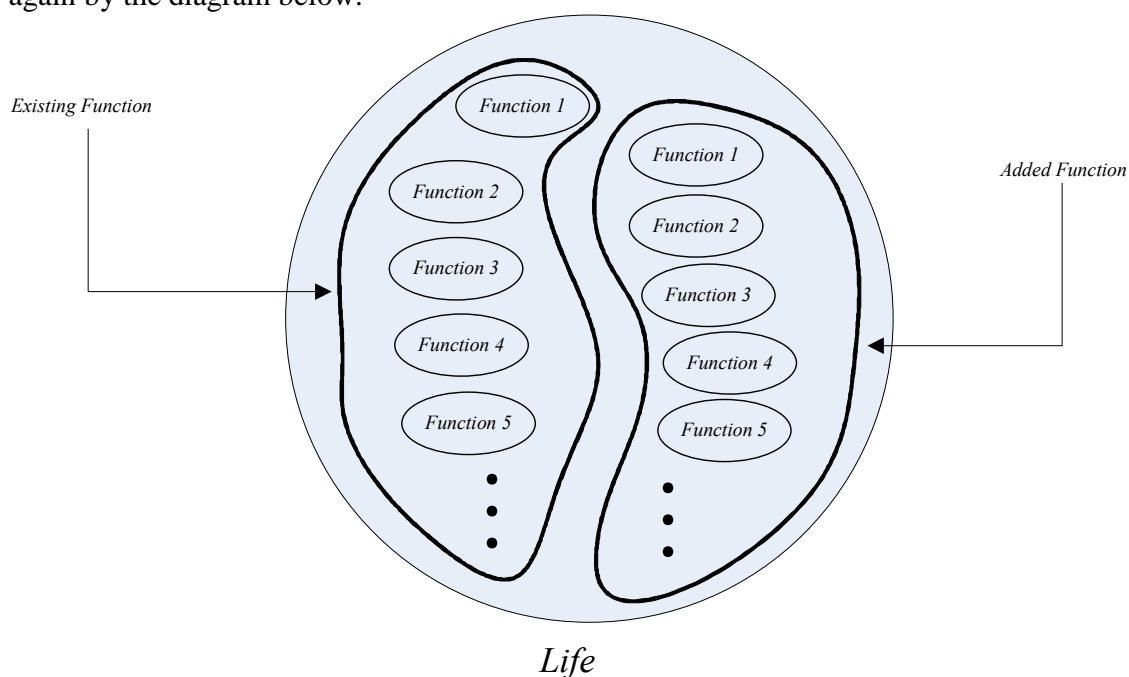 again by the diagram below.
Existing Function
Function 1
Function 2
Function 3
Function 4
Function 5
Function 1
Function 2
Function 3
Function 4
Function 5
Added Function
Life